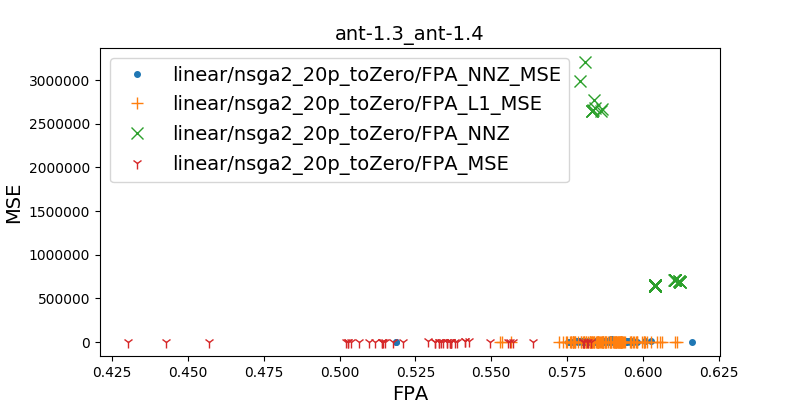 ant-1.3_ant-1.4
linear/nsga2_20p_toZero/FPA_NNZ_MSE
linear/nsga2_20p_toZero/FPA_L1_MSE
linear/nsga2_20p_toZero/FPA_NNZ
linear/nsga2_20p_toZero/FPA_MSE
MSE
3000000
2500000
2000000
1500000
1000000
500000
0
0.425 0.450 0.475 0.500 0.525 0.550 0.575 0.600 0.625
FPA